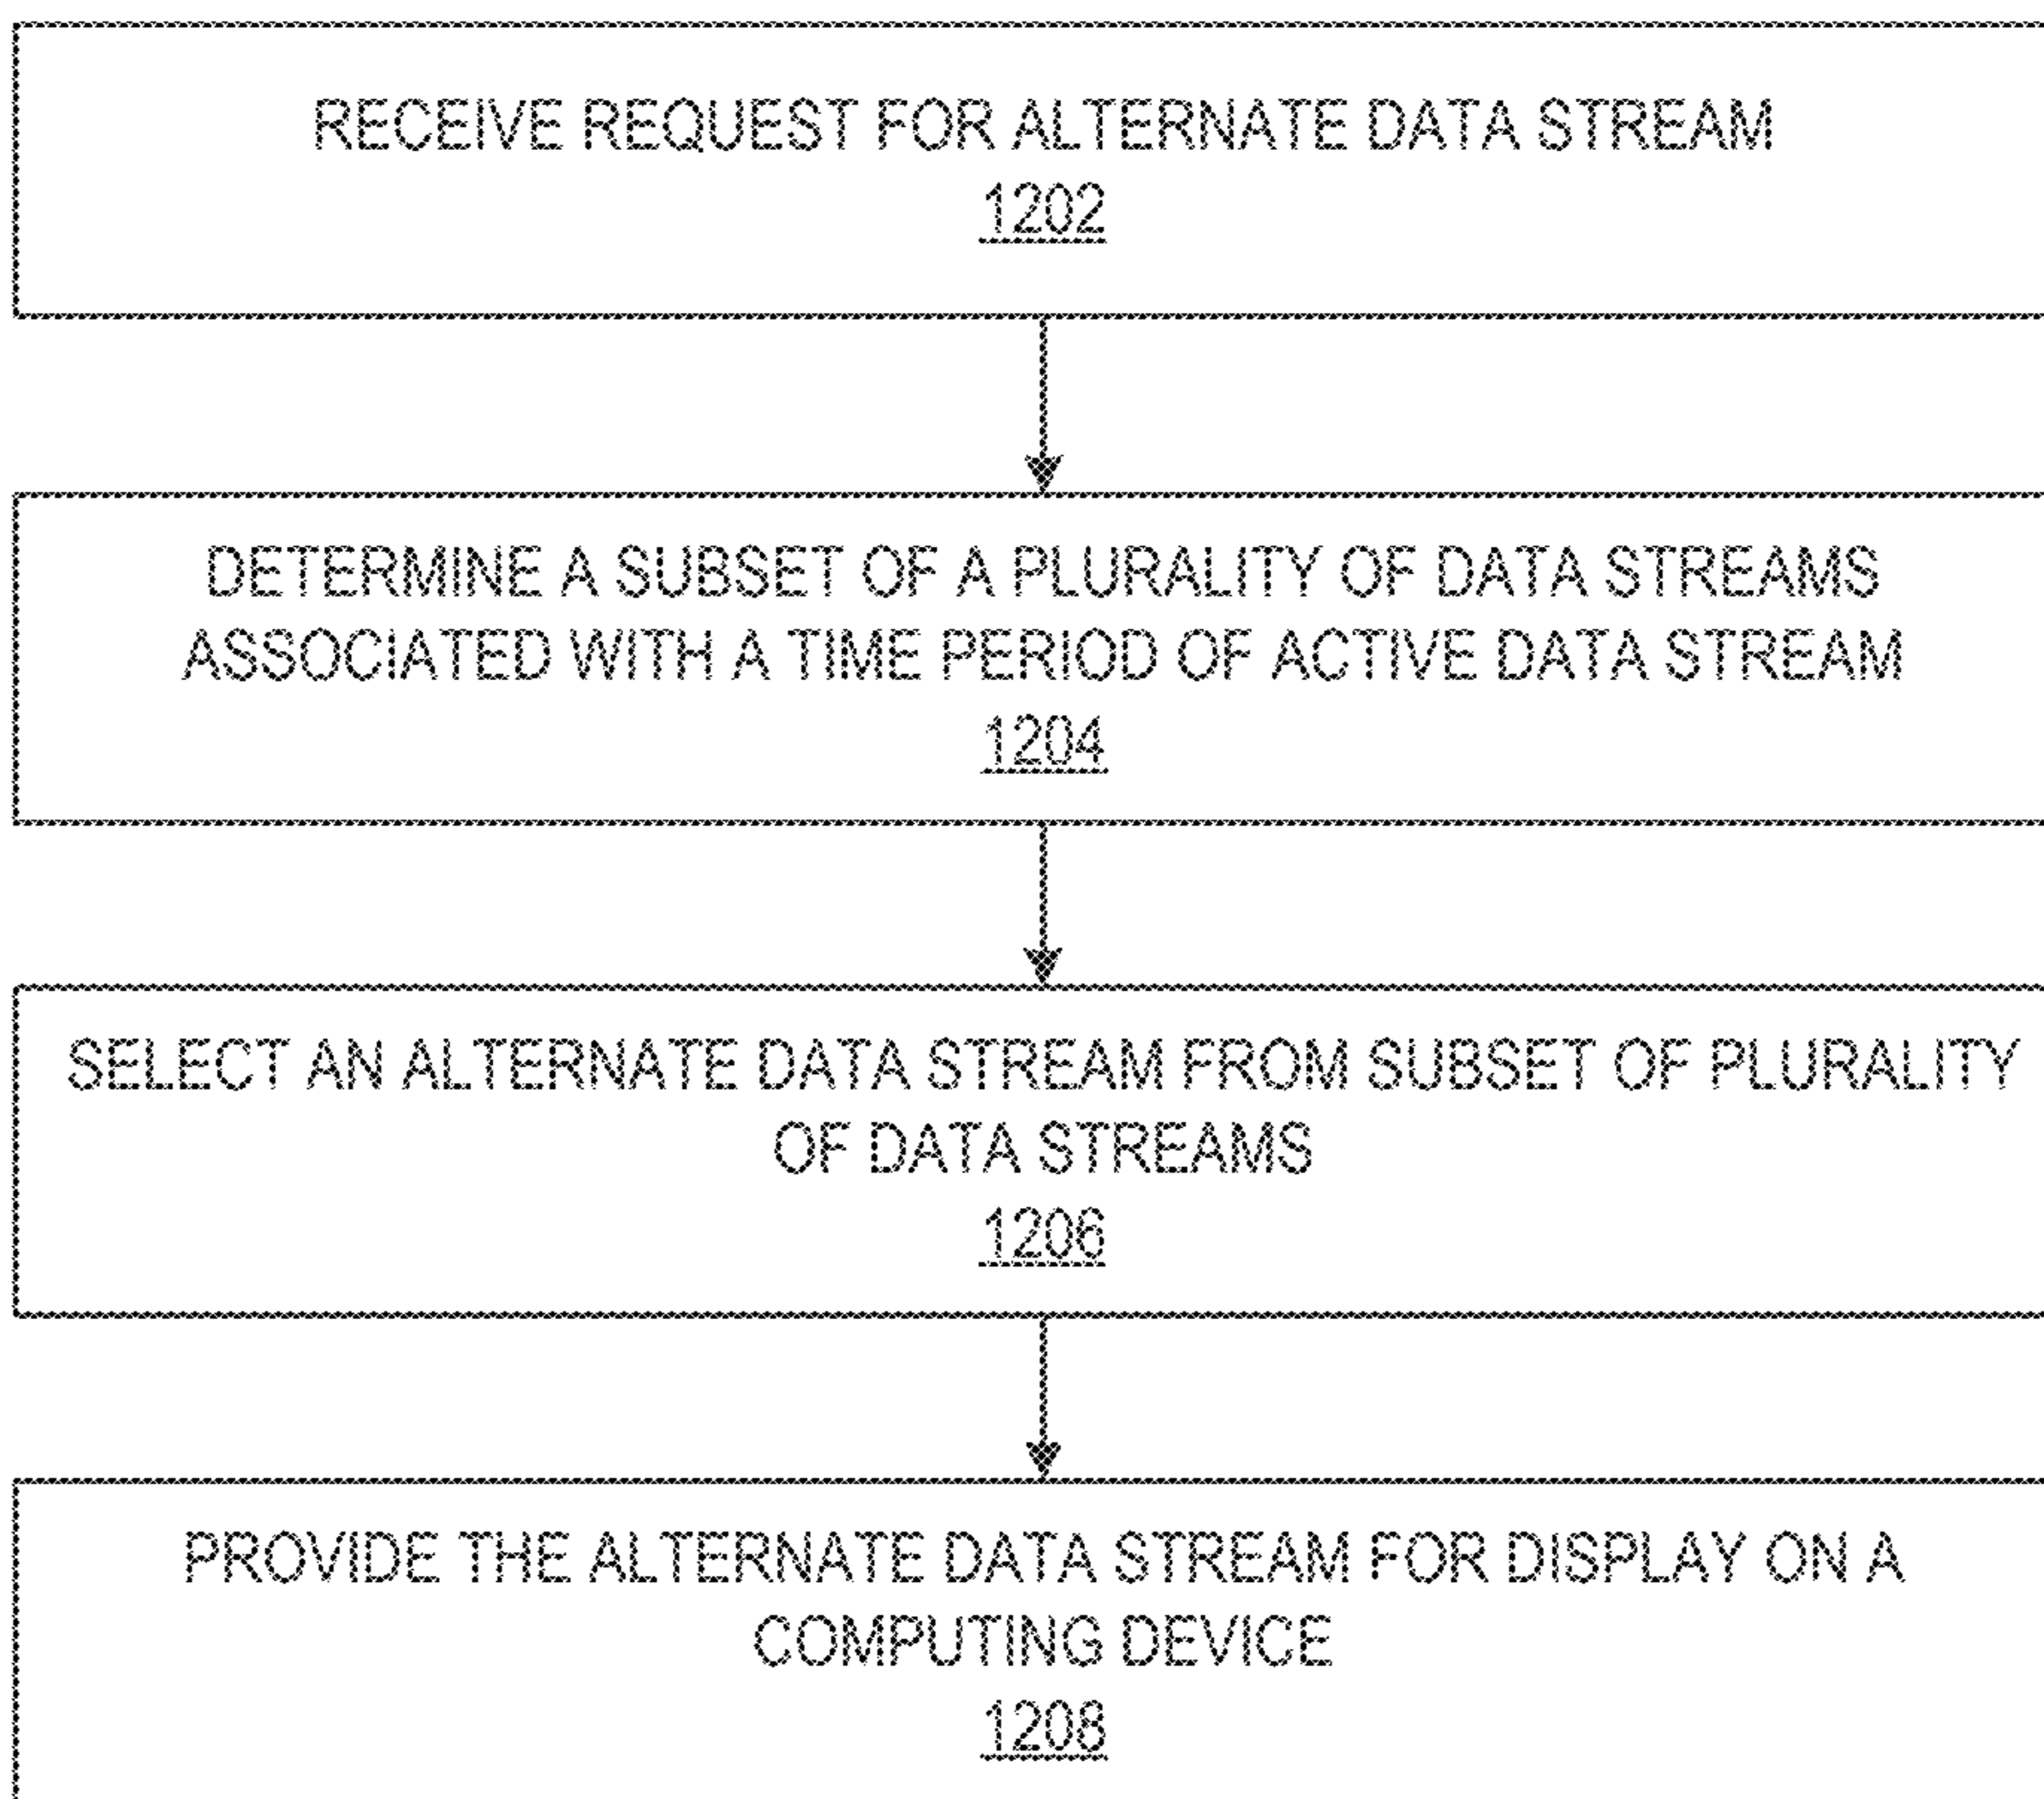 RECEIVE REQUEST FOR ALTERNATE DATA STREAM
1202
DETERMINE A SUBSET OF A PLURALITY OF DATA STREAMS
ASSOCIATED WITH A TIME PERIOD OF ACTIVE DATA STREAM
1204
SELECT AN ALTERNATE DATA STREAM FROM SUBSET OF PLURALITY
OF DATA STREAMS
1206
PROVIDE THE ALTERNATE DATA STREAM FOR DISPLAY ON A
COMPUTING DEVICE
1208